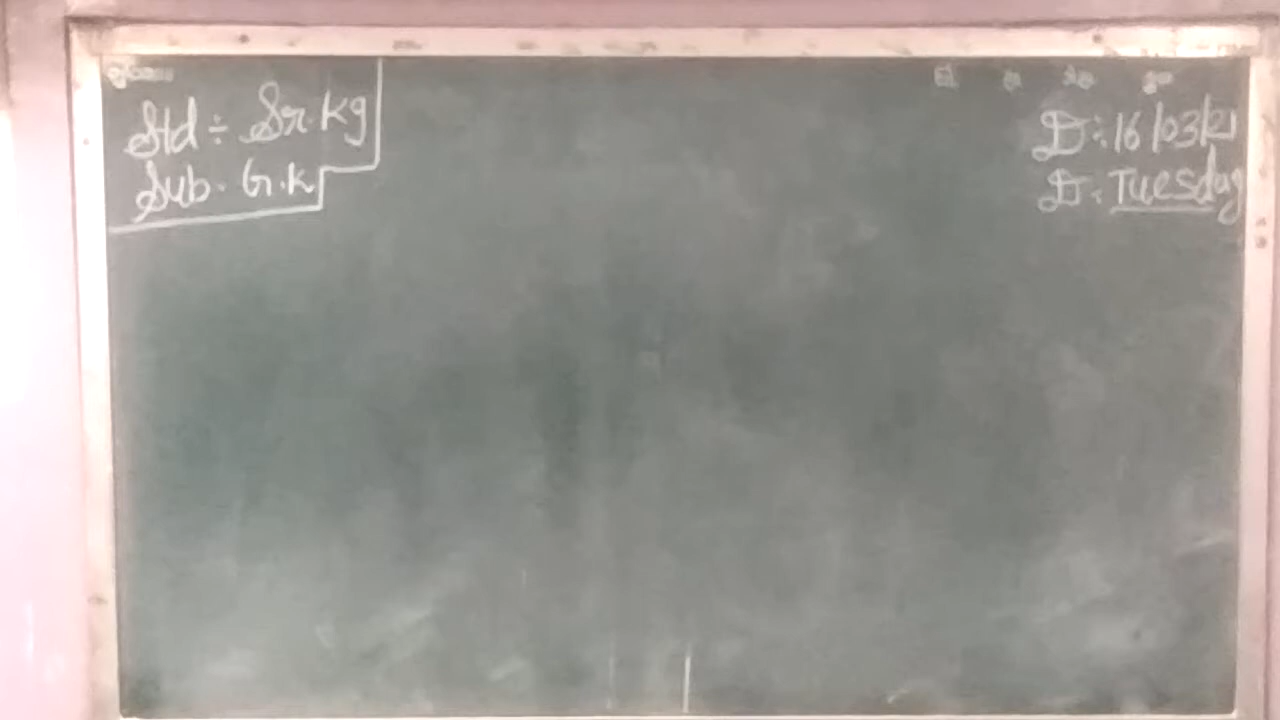 Std ÷ Sr. kg
Sub. G.K
D ÷ 16/03/21
D : Tuesday